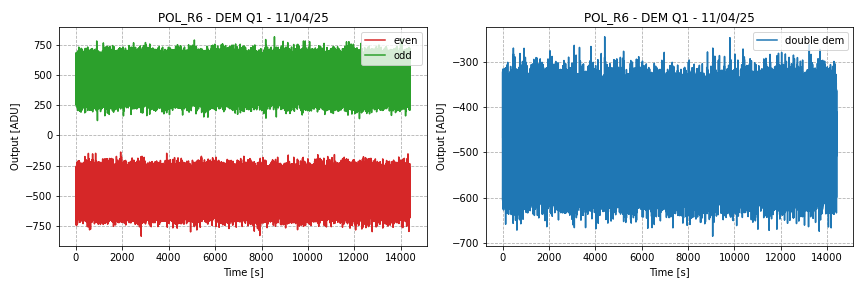 POL_R6 - DEM Q1 - 11/04/25
750
500
250
0
−250
−500
−750
Output [ADU]
even
odd
0 2000 4000 6000 8000 10000 12000 14000
Time [s]
POL_R6 - DEM Q1 - 11/04/25
−300
−400
−500
−600
−700
Output [ADU]
double dem
0 2000 4000 6000 8000 10000 12000 14000
Time [s]